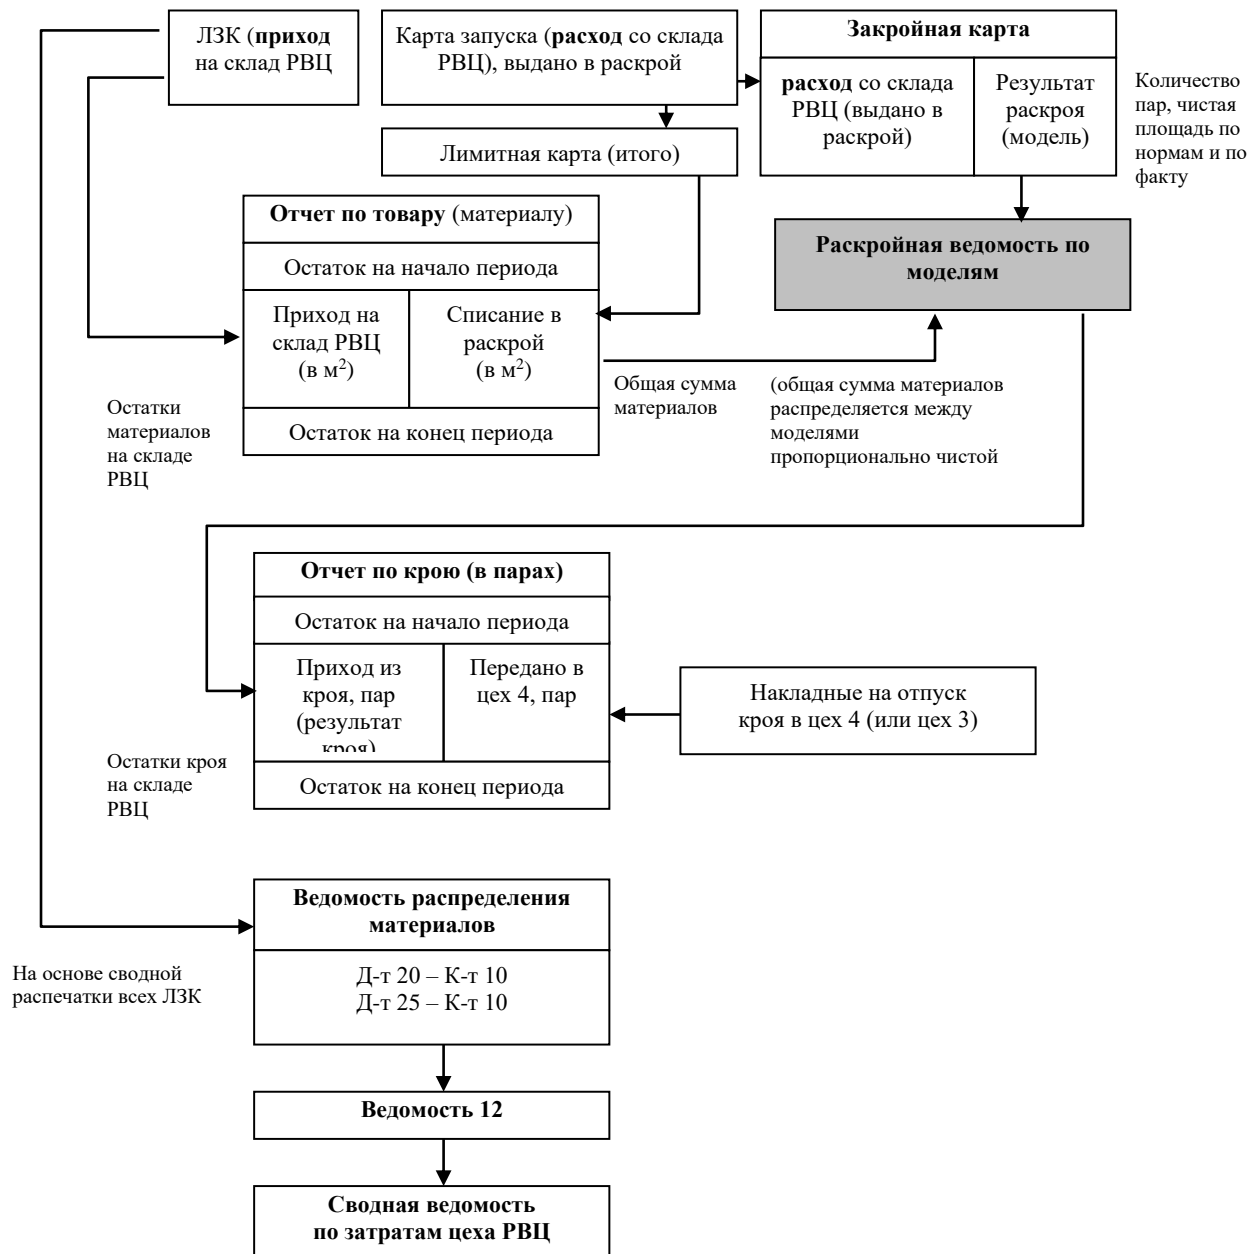 ЛЗК (приход
на склад РВЦ
Карта запуска (расход со склада
РВЦ), выдано в раскрой
Закройная карта
расход со склада
РВЦ (выдано в
раскрой)
Результат
раскроя
(модель)
Количество
пар, чистая
площадь по
нормам и по
факту
Лимитная карта (итого)
Отчет по товару (материалу)
Остаток на начало периода
Приход на
склад РВЦ
(в м²)
Списание в
раскрой
(в м²)
Остаток на конец периода
Раскройная ведомость по
моделям
Остатки
материалов
на складе
РВЦ
Общая сумма
материалов
(общая сумма материалов
распределяется между
моделями
пропорционально чистой
Отчет по крою (в парах)
Остаток на начало периода
Приход из
кроя, пар
(результат
кроя)
Передано в
цех 4, пар
Остаток на конец периода
Накладные на отпуск
кроя в цех 4 (или цех 3)
Остатки кроя
на складе
РВЦ
Ведомость распределения
материалов
Д-т 20 – К-т 10
Д-т 25 – К-т 10
На основе сводной
распечатки всех ЛЗК
Ведомость 12
Сводная ведомость
по затратам цеха РВЦ